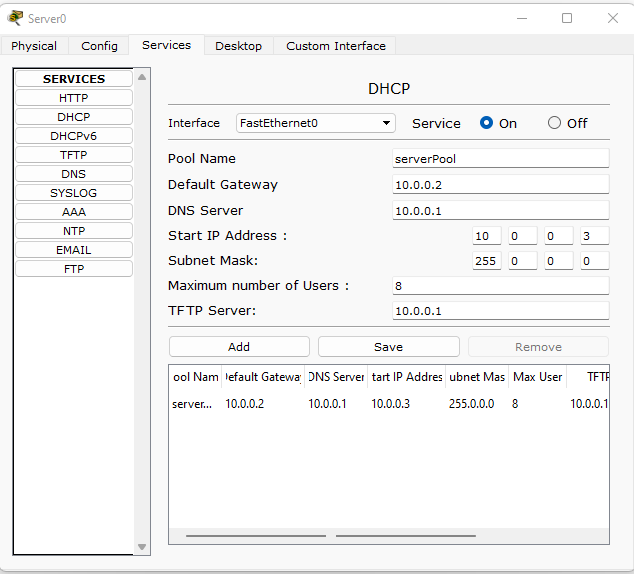 Server0
Physical Config Services Desktop Custom Interface
SERVICES
HTTP
DHCP
DHCPv6
TFTP
DNS
SYSLOG
AAA
NTP
EMAIL
FTP
DHCP
Interface FastEthernet0 Service On Off
Pool Name serverPool
Default Gateway 10.0.0.2
DNS Server 10.0.0.1
Start IP Address : 10 0 0 3
Subnet Mask: 255 0 0 0
Maximum number of Users : 8
TFTP Server: 10.0.0.1
Add Save Remove
ool Nam efault Gateway DNS Server tart IP Addres ubnet Mas Max User TFTP
server... 10.0.0.2 10.0.0.1 10.0.0.3 255.0.0.0 8 10.0.0.1